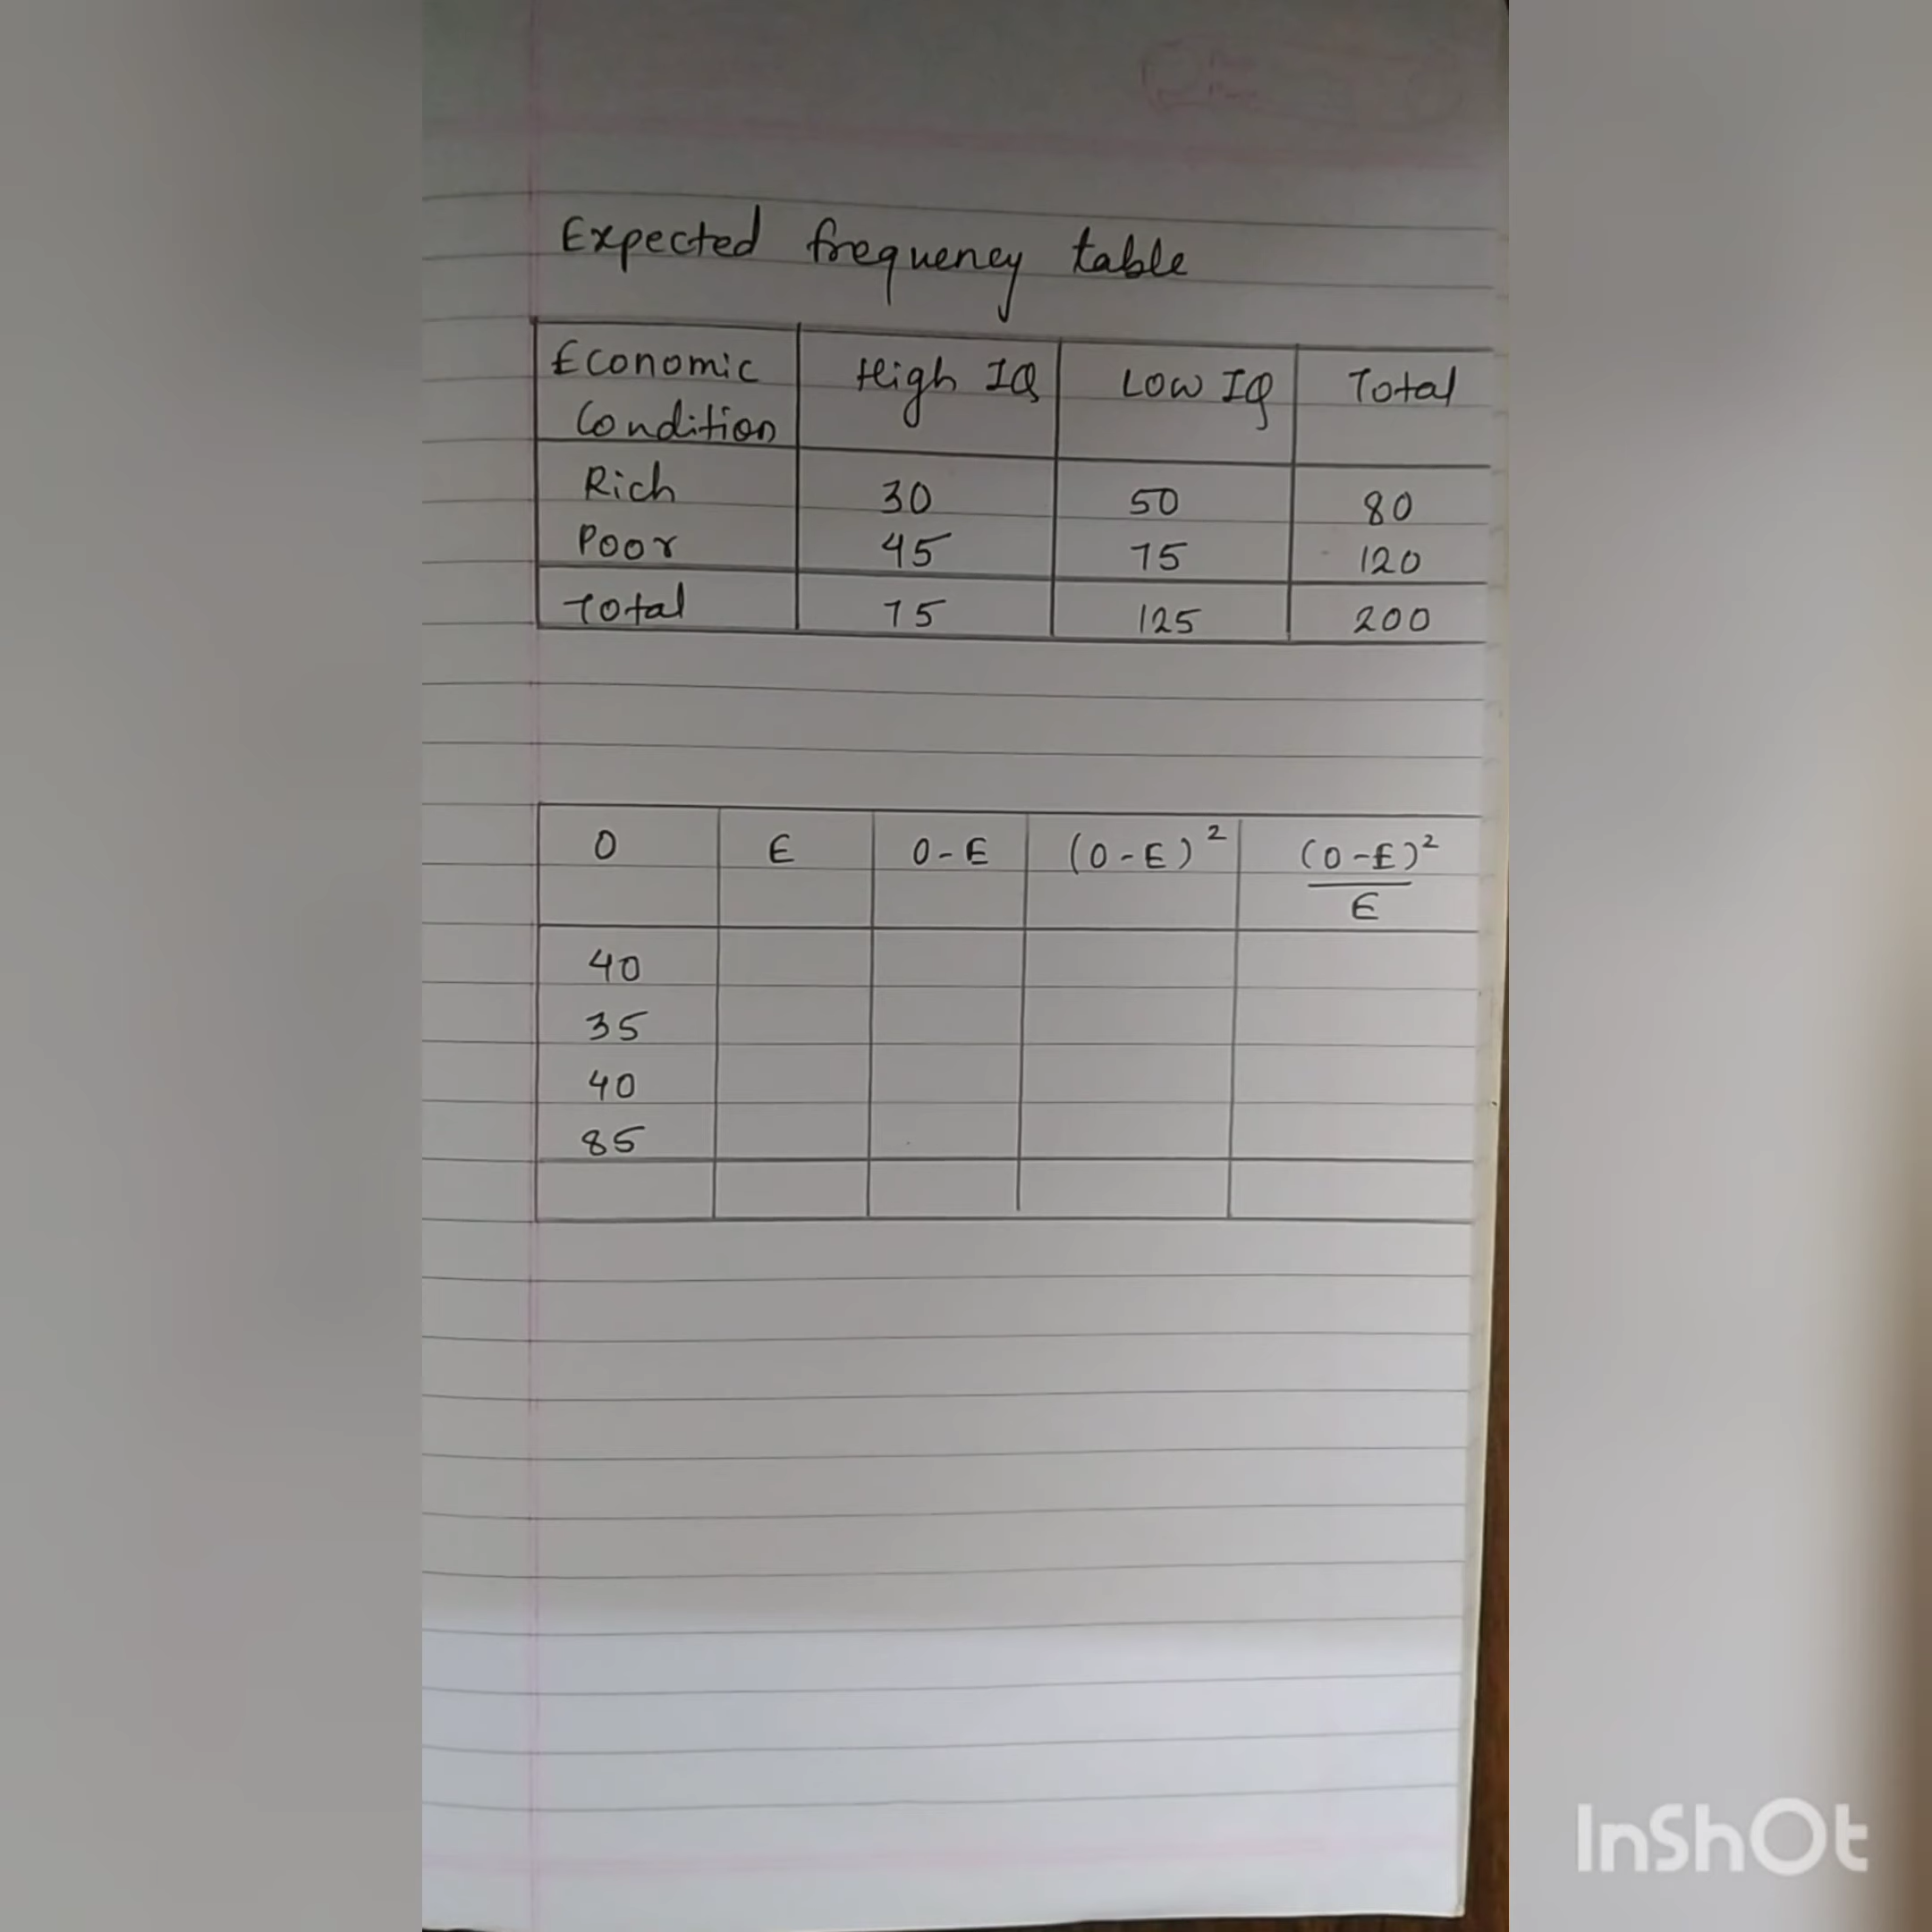 Expected frequency table
Economic Condition High IQ Low IQ Total
Rich 30 50 80
Poor 45 75 120
Total 75 125 200
O E O-E (O-E)² (O-E)²/E
40
35
40
85
InShOt